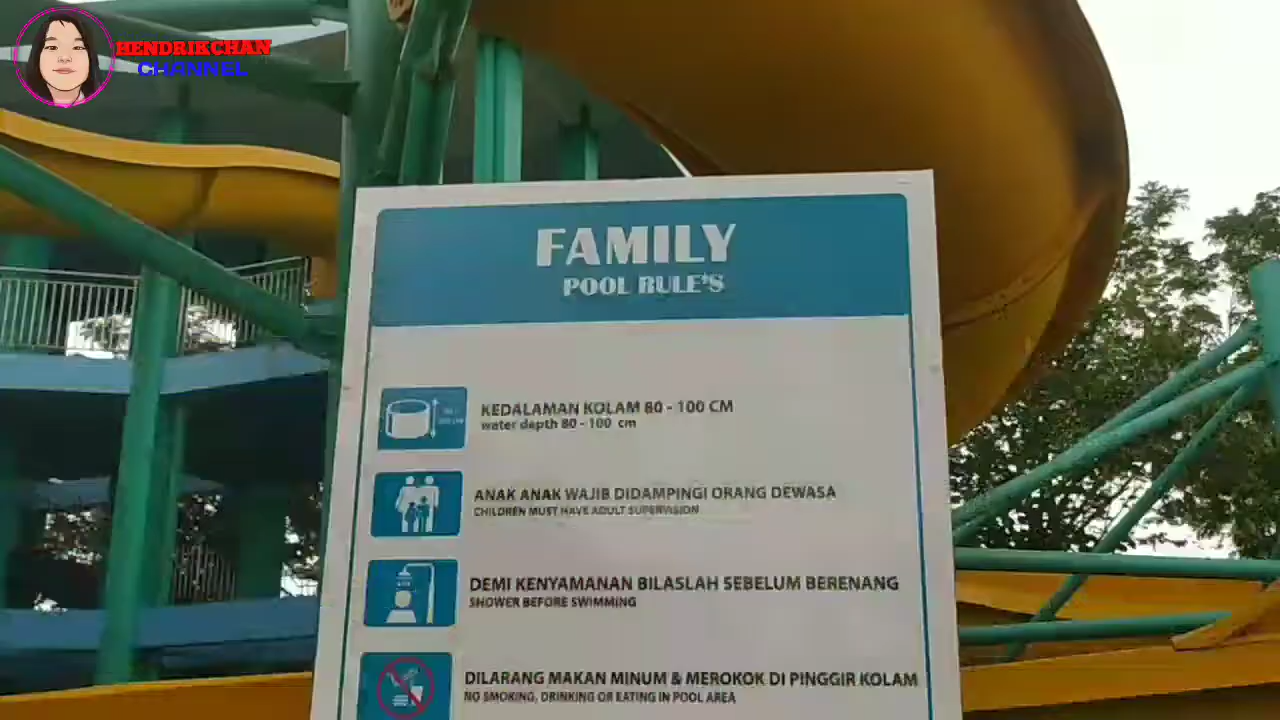 HENDRIKCHAN
CHANNEL
FAMILY
POOL RULE'S
KEDALAMAN KOLAM 80 - 100 CM
water depth 80 - 100 cm
ANAK ANAK WAJIB DIDAMPINGI ORANG DEWASA
CHILDREN MUST HAVE ADULT SUPERVISION
DEMI KENYAMANAN BILASLAH SEBELUM BERENANG
SHOWER BEFORE SWIMMING
DILARANG MAKAN MINUM & MEROKOK DI PINGGIR KOLAM
NO SMOKING, DRINKING OR EATING IN POOL AREA